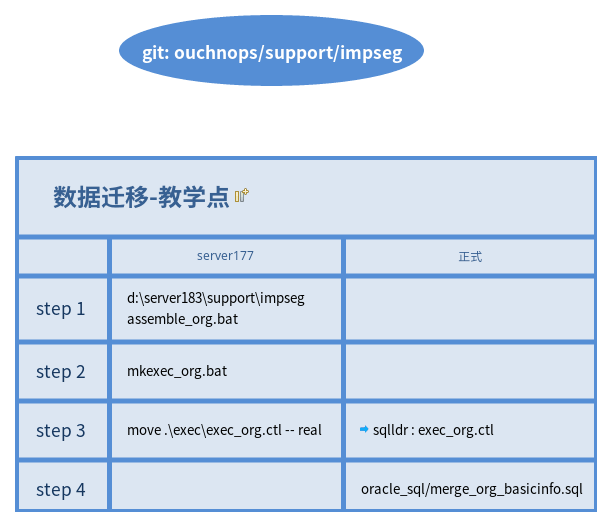 git: ouchnops/support/impseg
数据迁移-教学点
server177
正式
step 1
d:\server183\support\impseg
assemble_org.bat
step 2
mkexec_org.bat
step 3
move .\exec\exec_org.ctl -- real
sqlldr : exec_org.ctl
step 4
oracle_sql/merge_org_basicinfo.sql